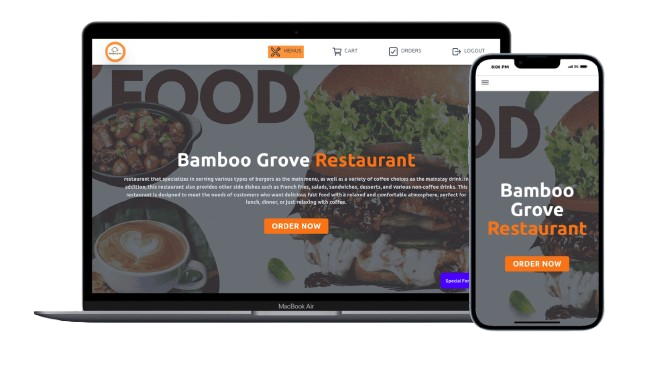 MENUS
CART
ORDERS
LOGOUT
FOOD
Bamboo Grove Restaurant
restaurant that specializes in serving various types of burgers as the main menu, as well as a variety of coffee choices as the mainstay drink. In
addition, this restaurant also provides other side dishes such as French fries, salads, sandwiches, desserts, and various non-coffee drinks. This
restaurant is designed to meet the needs of customers who want delicious fast food with a relaxed and comfortable atmosphere, perfect for
lunch, dinner, or just relaxing with coffee.
ORDER NOW
Special For
MacBook Air
8:01 PM
OD
Bamboo
Grove
Restaurant
ORDER NOW